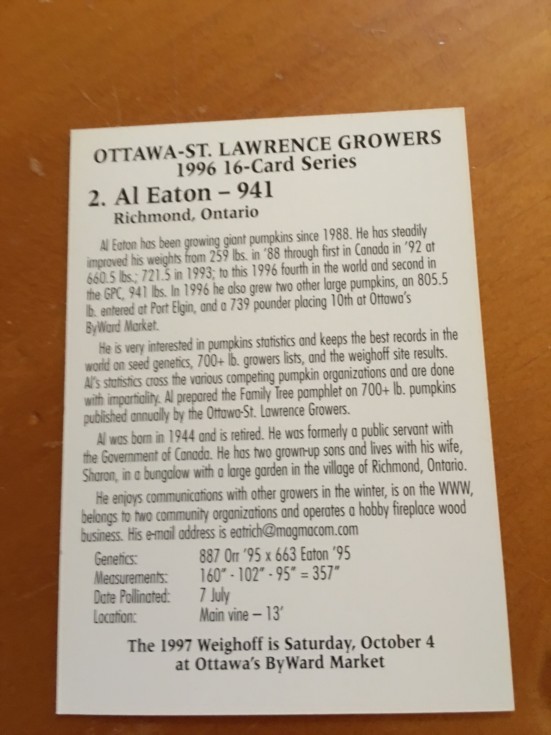 OTTAWA-ST. LAWRENCE GROWERS
1996 16-Card Series
2. Al Eaton – 941
Richmond, Ontario
Al Eaton has been growing giant pumpkins since 1988. He has steadily
improved his weights from 259 lbs. in '88 through first in Canada in '92 at
660.5 lbs.; 721.5 in 1993; to this 1996 fourth in the world and second in
the GPC, 941 lbs. In 1996 he also grew two other large pumpkins, an 805.5
lb. entered at Port Elgin, and a 739 pounder placing 10th at Ottawa's
ByWard Market.
He is very interested in pumpkins statistics and keeps the best records in the
world on seed genetics, 700+ lb. growers lists, and the weighoff site results.
Al's statistics cross the various competing pumpkin organizations and are done
with impartiality. Al prepared the Family Tree pamphlet on 700+ lb. pumpkins
published annually by the Ottawa-St. Lawrence Growers.
Al was born in 1944 and is retired. He was formerly a public servant with
the Government of Canada. He has two grown-up sons and lives with his wife,
Sharon, in a bungalow with a large garden in the village of Richmond, Ontario.
He enjoys communications with other growers in the winter, is on the WWW,
belongs to two community organizations and operates a hobby fireplace wood
business. His e-mail address is eatrich@magmacom.com
Genetics: 887 Orr '95 x 663 Eaton '95
Measurements: 160" - 102" - 95" = 357"
Date Pollinated: 7 July
Location: Main vine – 13'
The 1997 Weighoff is Saturday, October 4
at Ottawa's ByWard Market